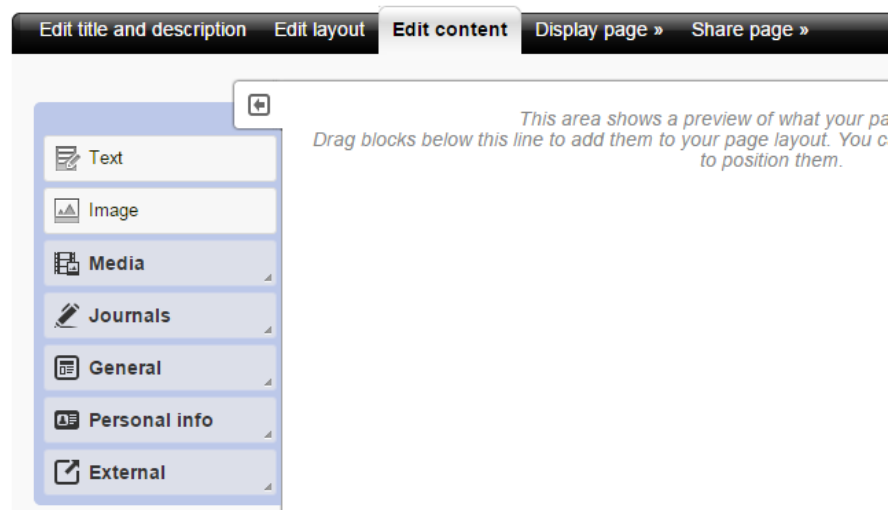 Edit title and description Edit layout Edit content Display page » Share page »
This area shows a preview of what your pa
Drag blocks below this line to add them to your page layout. You c
to position them.
Text
Image
Media
Journals
General
Personal info
External